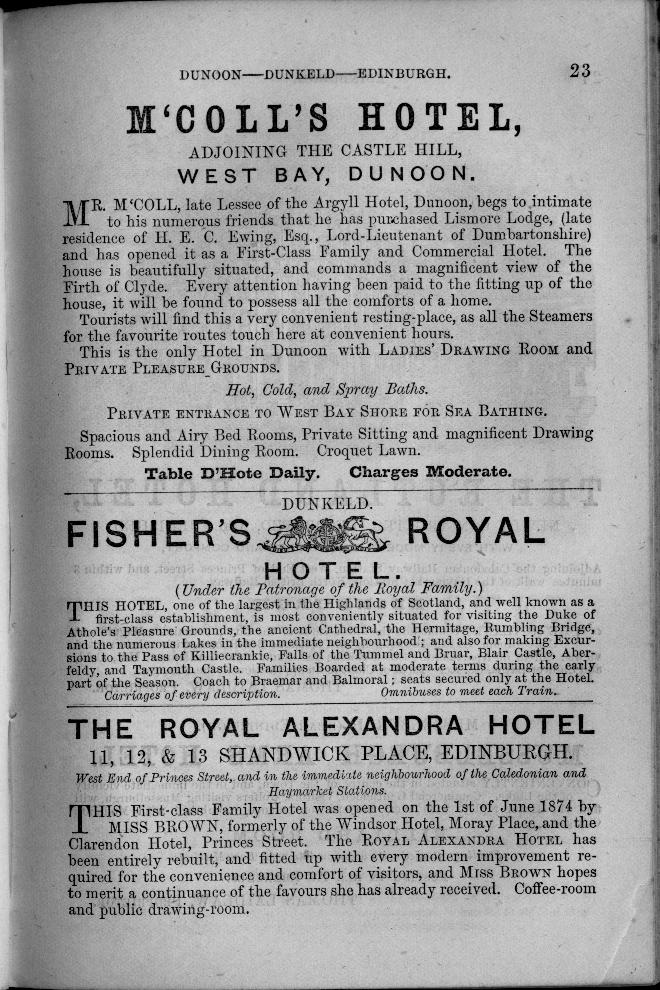 DUNOON—DUNKELD—EDINBURGH. 23
M‘COLL’S HOTEL,
ADJOINING THE CASTLE HILL,
WEST BAY, DUNOON.
MR. M‘COLL, late Lessee of the Argyll Hotel, Dunoon, begs to intimate
to his numerous friends that he has purchased Lismore Lodge, (late
residence of H. E. C. Ewing, Esq., Lord-Lieutenant of Dumbartonshire)
and has opened it as a First-Class Family and Commercial Hotel. The
house is beautifully situated, and commands a magnificent view of the
Firth of Clyde. Every attention having been paid to the fitting up of the
house, it will be found to possess all the comforts of a home.
Tourists will find this a very convenient resting-place, as all the Steamers
for the favourite routes touch here at convenient hours.
This is the only Hotel in Dunoon with LADIES’ DRAWING ROOM and
PRIVATE PLEASURE GROUNDS.
Hot, Cold, and Spray Baths.
PRIVATE ENTRANCE TO WEST BAY SHORE FOR SEA BATHING.
Spacious and Airy Bed Rooms, Private Sitting and magnificent Drawing
Rooms. Splendid Dining Room. Croquet Lawn.
Table D’Hote Daily. Charges Moderate.
DUNKELD.
FISHER’S ROYAL
HOTEL.
(Under the Patronage of the Royal Family.)
THIS HOTEL, one of the largest in the Highlands of Scotland, and well known as a
first-class establishment, is most conveniently situated for visiting the Duke of
Athole’s Pleasure Grounds, the ancient Cathedral, the Hermitage, Rumbling Bridge,
and the numerous Lakes in the immediate neighbourhood; and also for making Excur-
sions to the Pass of Killiecrankie, Falls of the Tummel and Bruar, Blair Castle, Aber-
feldy, and Taymouth Castle. Families Boarded at moderate terms during the early
part of the Season. Coach to Braemar and Balmoral; seats secured only at the Hotel.
Carriages of every description. Omnibuses to meet each Train.
THE ROYAL ALEXANDRA HOTEL
11, 12, & 13 SHANDWICK PLACE, EDINBURGH.
West End of Princes Street, and in the immediate neighbourhood of the Caledonian and
Haymarket Stations.
THIS First-class Family Hotel was opened on the 1st of June 1874 by
MISS BROWN, formerly of the Windsor Hotel, Moray Place, and the
Clarendon Hotel, Princes Street. The ROYAL ALEXANDRA HOTEL has
been entirely rebuilt, and fitted up with every modern improvement re-
quired for the convenience and comfort of visitors, and MISS BROWN hopes
to merit a continuance of the favours she has already received. Coffee-room
and public drawing-room.